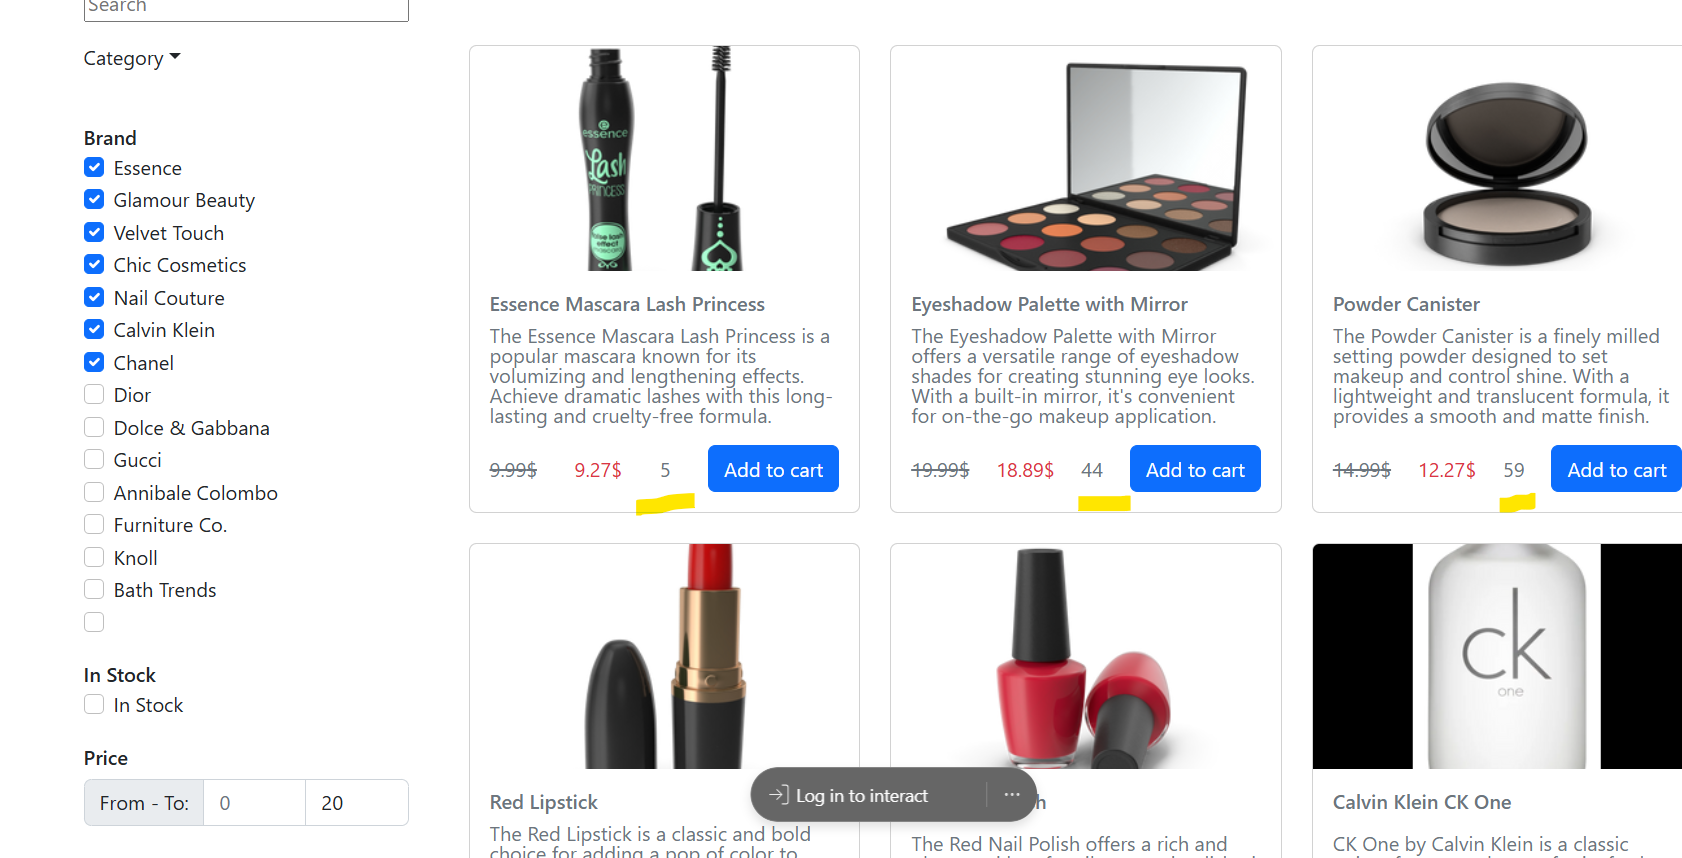 Search
Category
Brand
Essence
Glamour Beauty
Velvet Touch
Chic Cosmetics
Nail Couture
Calvin Klein
Chanel
Dior
Dolce & Gabbana
Gucci
Annibale Colombo
Furniture Co.
Knoll
Bath Trends
In Stock
In Stock
Price
From - To:
0
20
essence
Lash
PRINCESS
false lash
effect
Essence Mascara Lash Princess
The Essence Mascara Lash Princess is a
popular mascara known for its
volumizing and lengthening effects.
Achieve dramatic lashes with this long-
lasting and cruelty-free formula.
9.99$ 9.27$ 5 Add to cart
Eyeshadow Palette with Mirror
The Eyeshadow Palette with Mirror
offers a versatile range of eyeshadow
shades for creating stunning eye looks.
With a built-in mirror, it's convenient
for on-the-go makeup application.
19.99$ 18.89$ 44 Add to cart
Powder Canister
The Powder Canister is a finely milled
setting powder designed to set
makeup and control shine. With a
lightweight and translucent formula, it
provides a smooth and matte finish.
14.99$ 12.27$ 59 Add to cart
Red Lipstick
The Red Lipstick is a classic and bold
choice for adding a pop of color to
h
The Red Nail Polish offers a rich and
ck
one
Calvin Klein CK One
CK One by Calvin Klein is a classic
Log in to interact